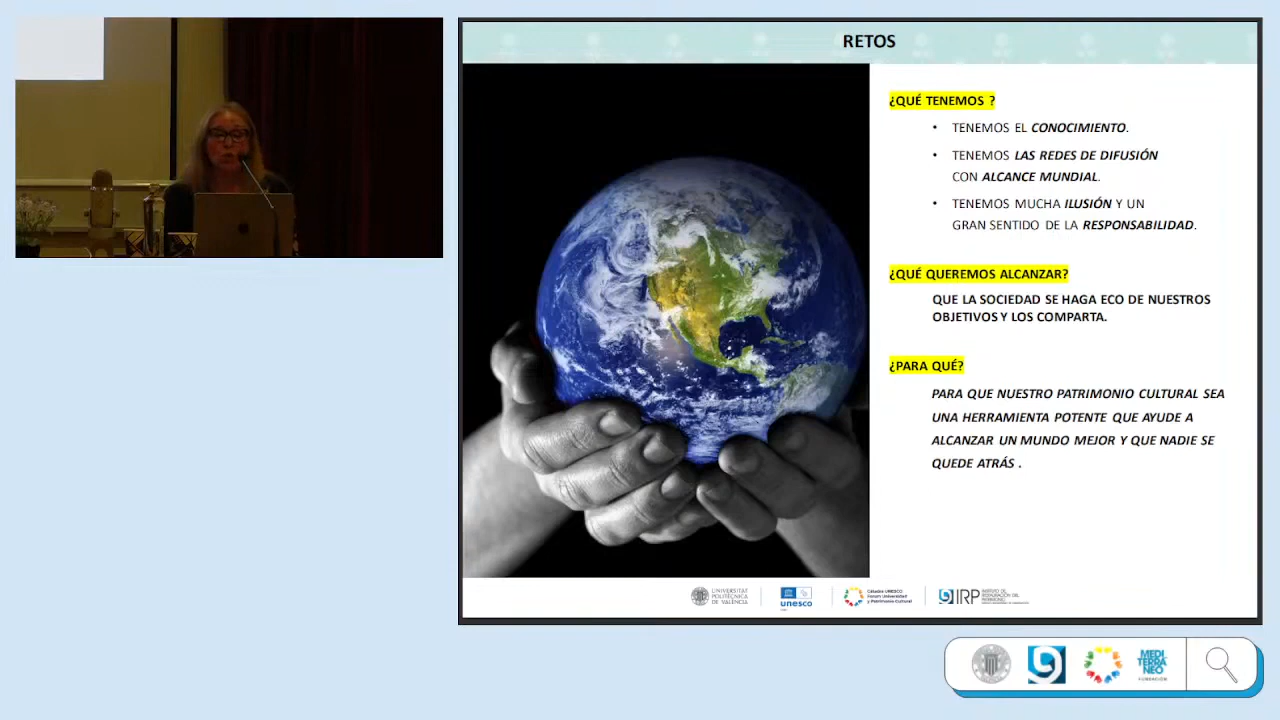 RETOS
¿QUÉ TENEMOS ?
• TENEMOS EL CONOCIMIENTO.
• TENEMOS LAS REDES DE DIFUSIÓN
CON ALCANCE MUNDIAL.
• TENEMOS MUCHA ILUSIÓN Y UN
GRAN SENTIDO DE LA RESPONSABILIDAD.
¿QUÉ QUEREMOS ALCANZAR?
QUE LA SOCIEDAD SE HAGA ECO DE NUESTROS
OBJETIVOS Y LOS COMPARTA.
¿PARA QUÉ?
PARA QUE NUESTRO PATRIMONIO CULTURAL SEA
UNA HERRAMIENTA POTENTE QUE AYUDE A
ALCANZAR UN MUNDO MEJOR Y QUE NADIE SE
QUEDE ATRÁS .
UNIVERSITAT
POLITÈCNICA
DE VALÈNCIA
unesco
Cátedra UNESCO
Forum Universidad
y Patrimonio Cultural
IRP
INSTITUTO DE
RESTAURACIÓN DEL
PATRIMONIO
MEDI
TERRÁ
NEO
FUNDACIÓN